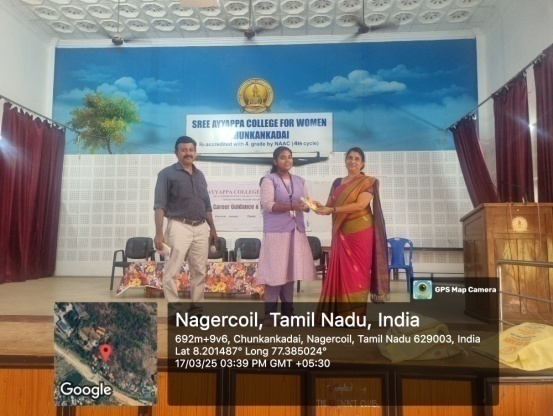 SREE AYYAPPA COLLEGE FOR WOMEN
CHUNKANKADAI
Re accredited with A grade by NAAC (4th cycle)
AYYAPPA COLLEGE
Career Guidance &
GPS Map Camera
Nagercoil, Tamil Nadu, India
692m+9v6, Chunkankadai, Nagercoil, Tamil Nadu 629003, India
Lat 8.201487° Long 77.385024°
17/03/25 03:39 PM GMT +05:30
Google